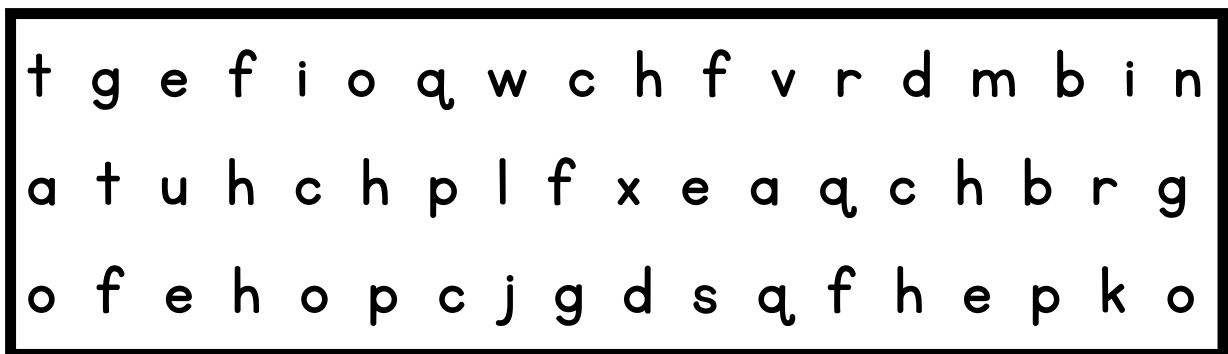 t g e f i o q w c h f v r d m b i n
a t u h c h p l f x e a q c h b r g
o f e h o p c j g d s q f h e p k o